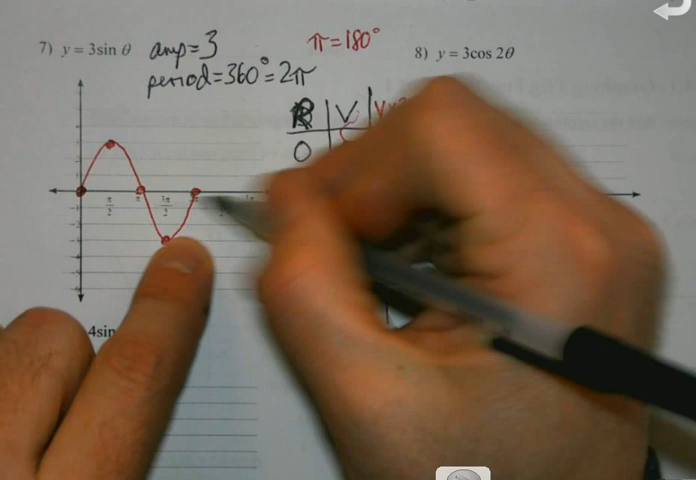 7) y = 3sin θ amp=3
period=360°=2π
π=180°
8) y = 3cos 2θ
R V
0
π/2 π 3π/2
4sin